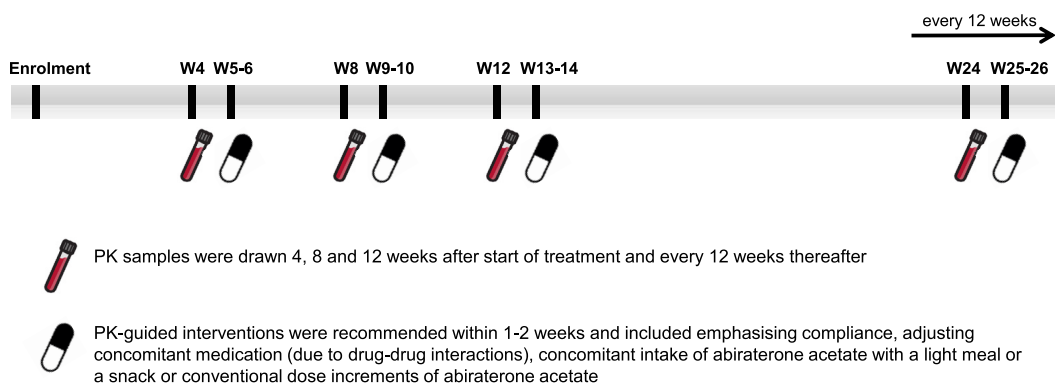 every 12 weeks
Enrolment W4 W5-6 W8 W9-10 W12 W13-14 W24 W25-26
PK samples were drawn 4, 8 and 12 weeks after start of treatment and every 12 weeks thereafter
PK-guided interventions were recommended within 1-2 weeks and included emphasising compliance, adjusting
concomitant medication (due to drug-drug interactions), concomitant intake of abiraterone acetate with a light meal or
a snack or conventional dose increments of abiraterone acetate